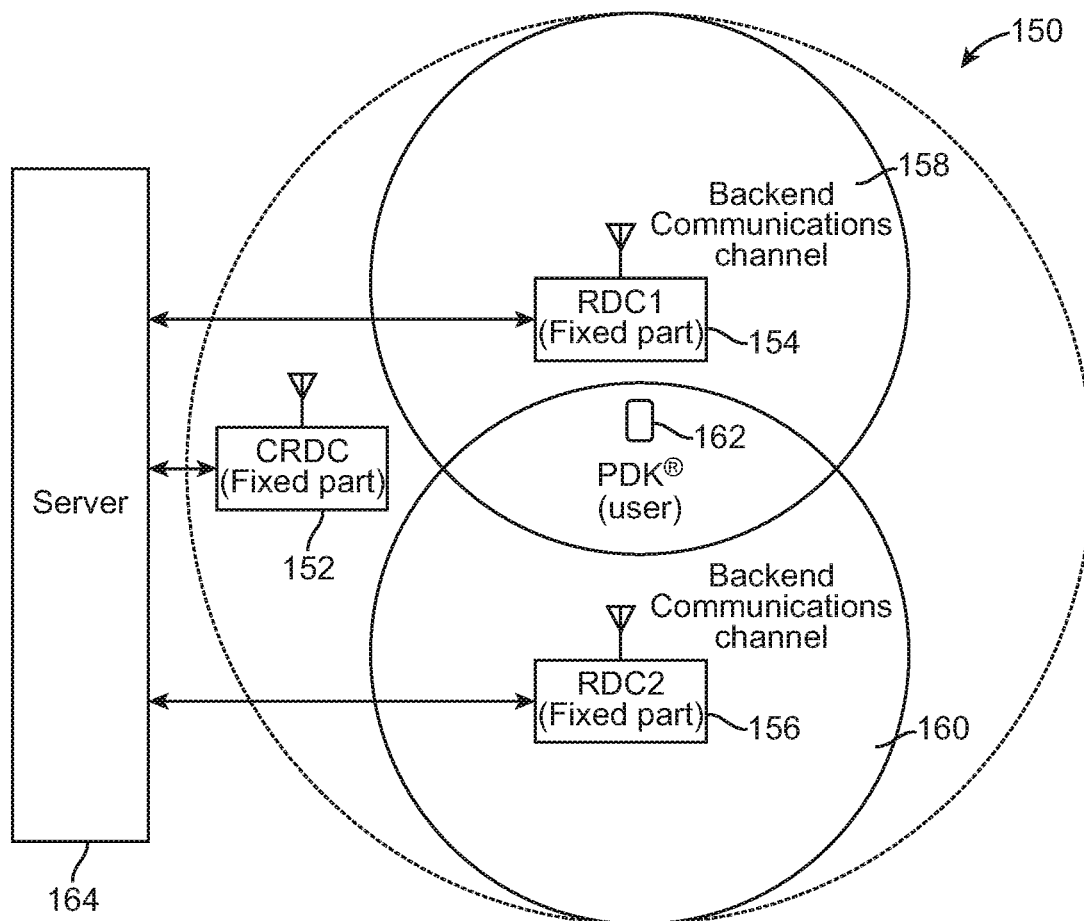 150
158
Backend
Communications
channel
RDC1
(Fixed part)
154
162
CRDC
(Fixed part)
152
PDK®
(user)
Server
Backend
Communications
channel
RDC2
(Fixed part)
156
160
164